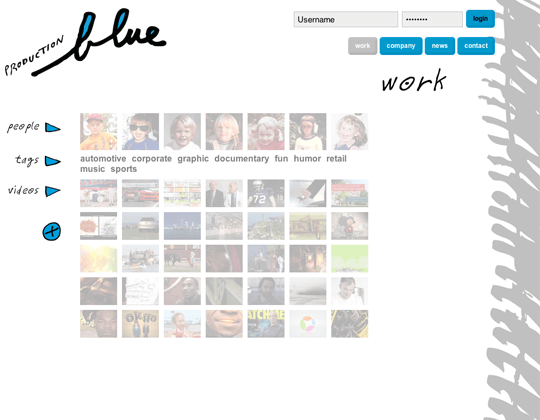 PRODUCTION blue
Username
••••••••
login
work
company
news
contact
work
people
tags
videos
automotive corporate graphic documentary fun humor retail
music sports
72